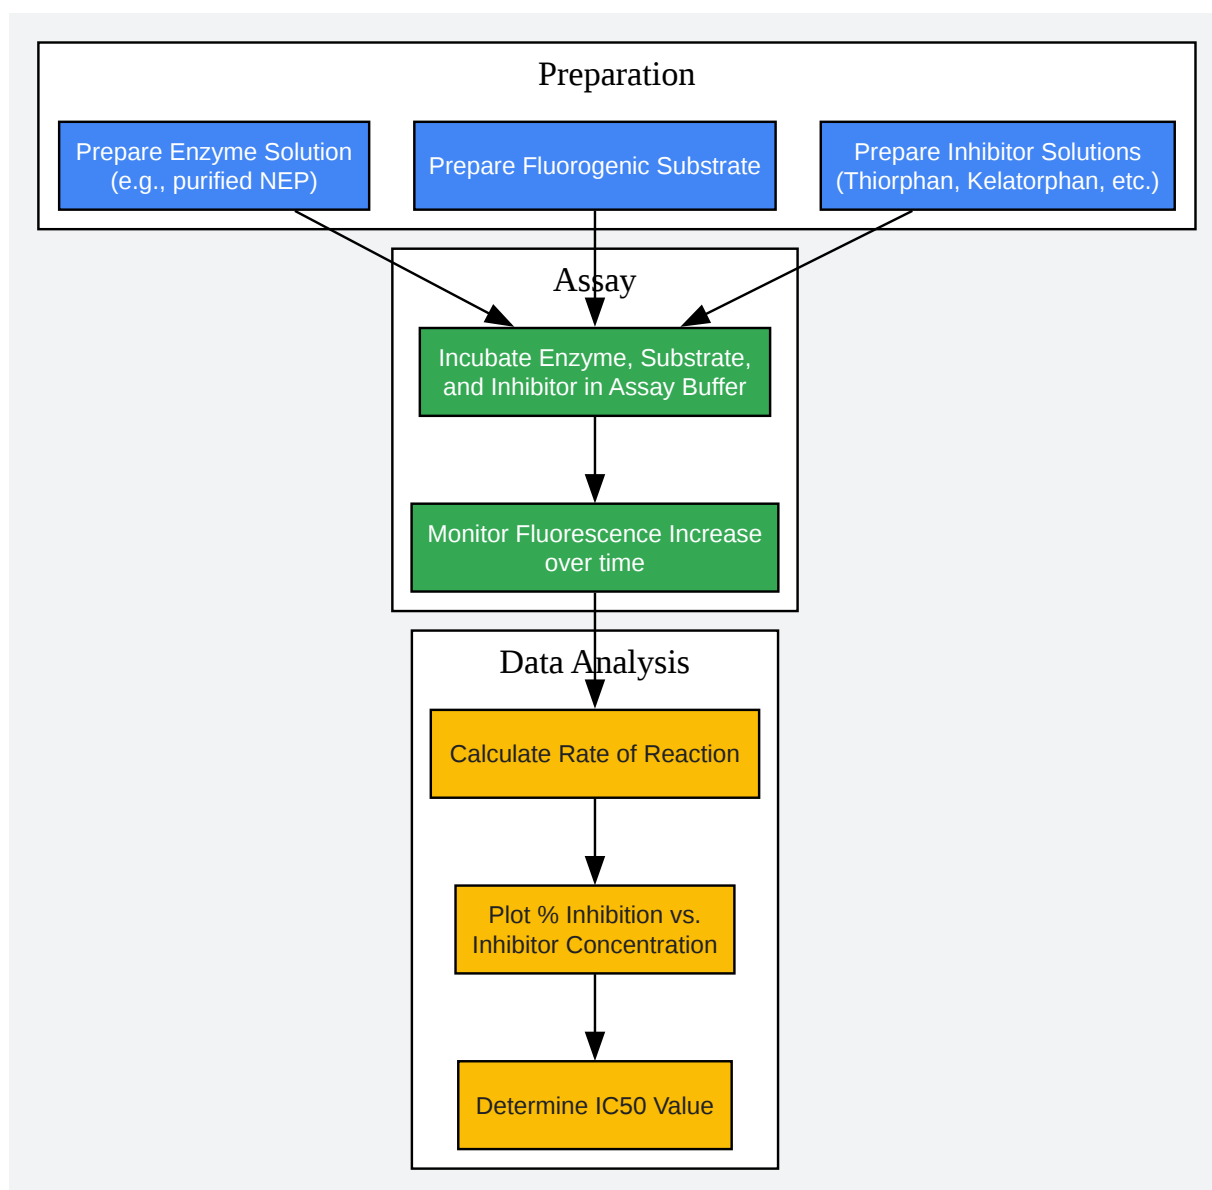 Preparation
Prepare Enzyme Solution
(e.g., purified NEP)
Prepare Fluorogenic Substrate
Prepare Inhibitor Solutions
(Thiorphan, Kelatorphan, etc.)
Assay
Incubate Enzyme, Substrate,
and Inhibitor in Assay Buffer
Monitor Fluorescence Increase
over time
Data Analysis
Calculate Rate of Reaction
Plot % Inhibition vs.
Inhibitor Concentration
Determine IC50 Value